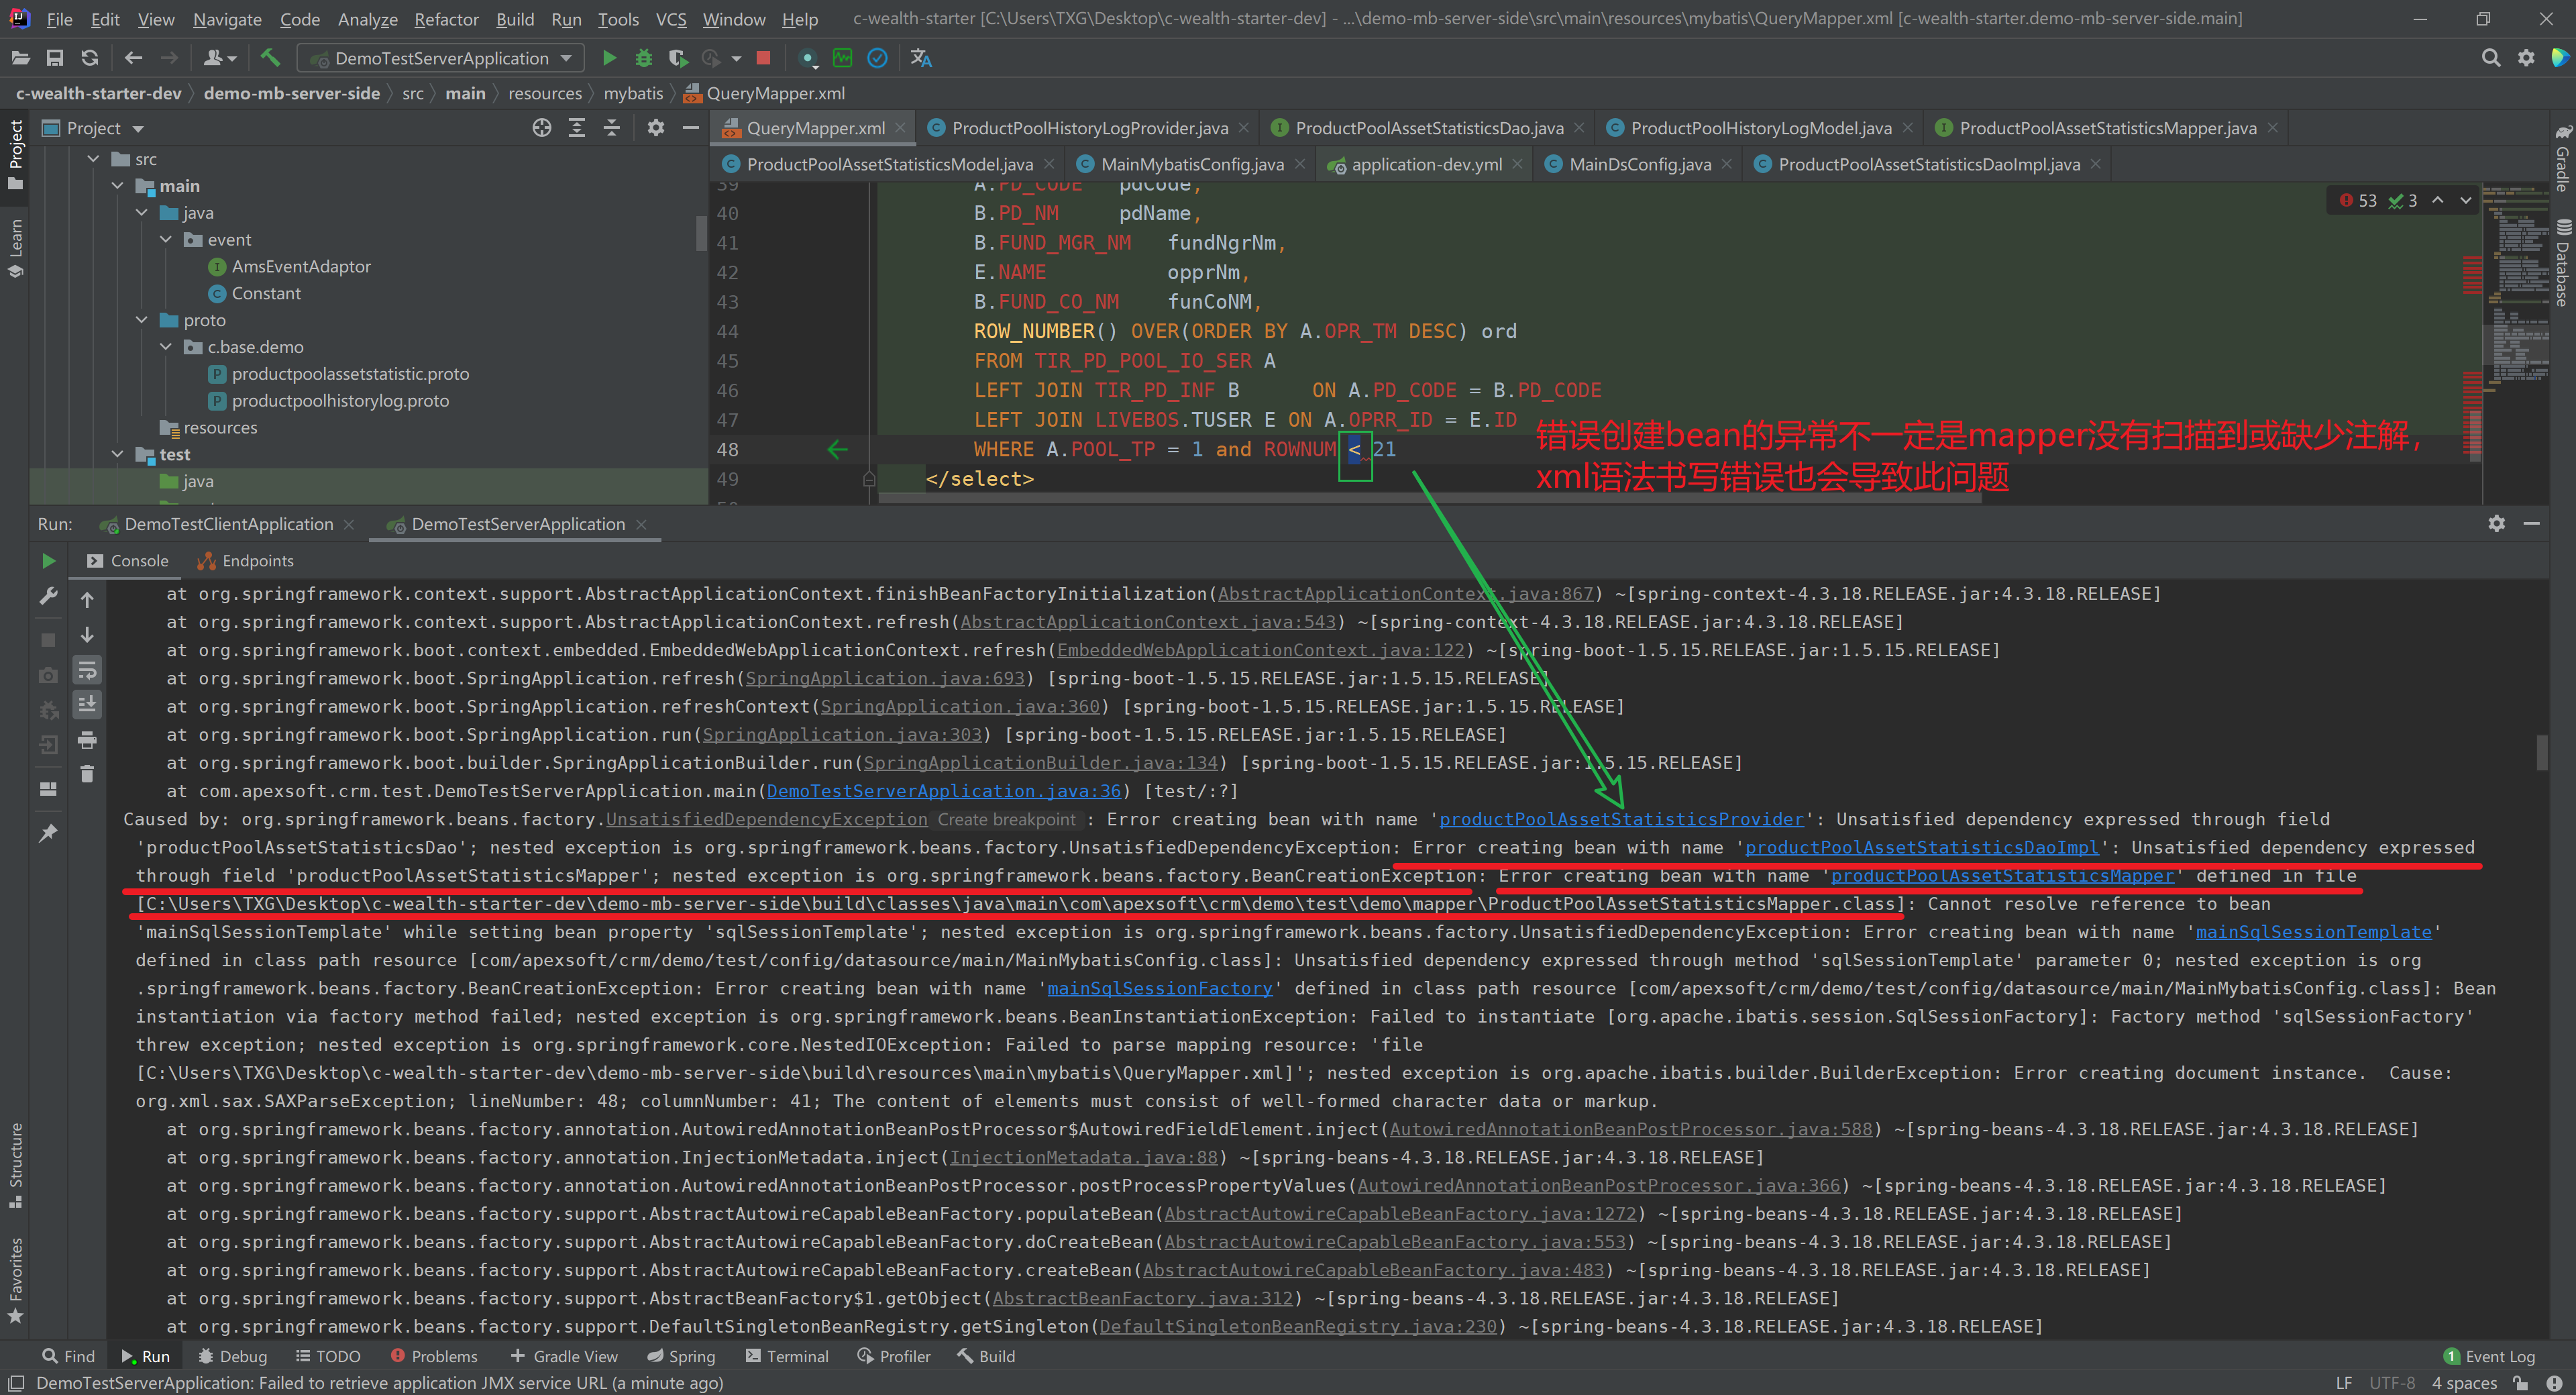 File Edit View Navigate Code Analyze Refactor Build Run Tools VCS Window Help c-wealth-starter [C:\Users\TXG\Desktop\c-wealth-starter-dev] - ...\demo-mb-server-side\src\main\resources\mybatis\QueryMapper.xml [c-wealth-starter.demo-mb-server-side.main]
DemoTestServerApplication
c-wealth-starter-dev demo-mb-server-side src main resources mybatis QueryMapper.xml
Project
Learn
Structure
Favorites
Project
src
main
java
event
AmsEventAdaptor
Constant
proto
c.base.demo
productpoolassetstatistic.proto
productpoolhistorylog.proto
resources
test
java
QueryMapper.xml ProductPoolHistoryLogProvider.java ProductPoolAssetStatisticsDao.java ProductPoolHistoryLogModel.java ProductPoolAssetStatisticsMapper.java
ProductPoolAssetStatisticsModel.java MainMybatisConfig.java application-dev.yml MainDsConfig.java ProductPoolAssetStatisticsDaoImpl.java
53 3
39 A.PD_CODE pdCode,
40 B.PD_NM pdName,
41 B.FUND_MGR_NM fundNgrNm,
42 E.NAME opprNm,
43 B.FUND_CO_NM funCoNM,
44 ROW_NUMBER() OVER(ORDER BY A.OPR_TM DESC) ord
45 FROM TIR_PD_POOL_IO_SER A
46 LEFT JOIN TIR_PD_INF B ON A.PD_CODE = B.PD_CODE
47 LEFT JOIN LIVEBOS.TUSER E ON A.OPRR_ID = E.ID
48 WHERE A.POOL_TP = 1 and ROWNUM < 21
49 </select>
错误创建bean的异常不一定是mapper没有扫描到或缺少注解，
xml语法书写错误也会导致此问题
Gradle
Database
Run: DemoTestClientApplication DemoTestServerApplication
Console Endpoints
at org.springframework.context.support.AbstractApplicationContext.finishBeanFactoryInitialization(AbstractApplicationContext.java:867) ~[spring-context-4.3.18.RELEASE.jar:4.3.18.RELEASE]
at org.springframework.context.support.AbstractApplicationContext.refresh(AbstractApplicationContext.java:543) ~[spring-context-4.3.18.RELEASE.jar:4.3.18.RELEASE]
at org.springframework.boot.context.embedded.EmbeddedWebApplicationContext.refresh(EmbeddedWebApplicationContext.java:122) ~[spring-boot-1.5.15.RELEASE.jar:1.5.15.RELEASE]
at org.springframework.boot.SpringApplication.refresh(SpringApplication.java:693) [spring-boot-1.5.15.RELEASE.jar:1.5.15.RELEASE]
at org.springframework.boot.SpringApplication.refreshContext(SpringApplication.java:360) [spring-boot-1.5.15.RELEASE.jar:1.5.15.RELEASE]
at org.springframework.boot.SpringApplication.run(SpringApplication.java:303) [spring-boot-1.5.15.RELEASE.jar:1.5.15.RELEASE]
at org.springframework.boot.builder.SpringApplicationBuilder.run(SpringApplicationBuilder.java:134) [spring-boot-1.5.15.RELEASE.jar:1.5.15.RELEASE]
at com.apexsoft.crm.test.DemoTestServerApplication.main(DemoTestServerApplication.java:36) [test/:?]
Caused by: org.springframework.beans.factory.UnsatisfiedDependencyException Create breakpoint : Error creating bean with name 'productPoolAssetStatisticsProvider': Unsatisfied dependency expressed through field
'productPoolAssetStatisticsDao'; nested exception is org.springframework.beans.factory.UnsatisfiedDependencyException: Error creating bean with name 'productPoolAssetStatisticsDaoImpl': Unsatisfied dependency expressed
through field 'productPoolAssetStatisticsMapper'; nested exception is org.springframework.beans.factory.BeanCreationException: Error creating bean with name 'productPoolAssetStatisticsMapper' defined in file
[C:\Users\TXG\Desktop\c-wealth-starter-dev\demo-mb-server-side\build\classes\java\main\com\apexsoft\crm\demo\test\demo\mapper\ProductPoolAssetStatisticsMapper.class]: Cannot resolve reference to bean
'mainSqlSessionTemplate' while setting bean property 'sqlSessionTemplate'; nested exception is org.springframework.beans.factory.UnsatisfiedDependencyException: Error creating bean with name 'mainSqlSessionTemplate'
defined in class path resource [com/apexsoft/crm/demo/test/config/datasource/main/MainMybatisConfig.class]: Unsatisfied dependency expressed through method 'sqlSessionTemplate' parameter 0; nested exception is org
.springframework.beans.factory.BeanCreationException: Error creating bean with name 'mainSqlSessionFactory' defined in class path resource [com/apexsoft/crm/demo/test/config/datasource/main/MainMybatisConfig.class]: Bean
instantiation via factory method failed; nested exception is org.springframework.beans.BeanInstantiationException: Failed to instantiate [org.apache.ibatis.session.SqlSessionFactory]: Factory method 'sqlSessionFactory'
threw exception; nested exception is org.springframework.core.NestedIOException: Failed to parse mapping resource: 'file
[C:\Users\TXG\Desktop\c-wealth-starter-dev\demo-mb-server-side\build\resources\main\mybatis\QueryMapper.xml]'; nested exception is org.apache.ibatis.builder.BuilderException: Error creating document instance. Cause:
org.xml.sax.SAXParseException; lineNumber: 48; columnNumber: 41; The content of elements must consist of well-formed character data or markup.
at org.springframework.beans.factory.annotation.AutowiredAnnotationBeanPostProcessor$AutowiredFieldElement.inject(AutowiredAnnotationBeanPostProcessor.java:588) ~[spring-beans-4.3.18.RELEASE.jar:4.3.18.RELEASE]
at org.springframework.beans.factory.annotation.InjectionMetadata.inject(InjectionMetadata.java:88) ~[spring-beans-4.3.18.RELEASE.jar:4.3.18.RELEASE]
at org.springframework.beans.factory.annotation.AutowiredAnnotationBeanPostProcessor.postProcessPropertyValues(AutowiredAnnotationBeanPostProcessor.java:366) ~[spring-beans-4.3.18.RELEASE.jar:4.3.18.RELEASE]
at org.springframework.beans.factory.support.AbstractAutowireCapableBeanFactory.populateBean(AbstractAutowireCapableBeanFactory.java:1272) ~[spring-beans-4.3.18.RELEASE.jar:4.3.18.RELEASE]
at org.springframework.beans.factory.support.AbstractAutowireCapableBeanFactory.doCreateBean(AbstractAutowireCapableBeanFactory.java:553) ~[spring-beans-4.3.18.RELEASE.jar:4.3.18.RELEASE]
at org.springframework.beans.factory.support.AbstractAutowireCapableBeanFactory.createBean(AbstractAutowireCapableBeanFactory.java:483) ~[spring-beans-4.3.18.RELEASE.jar:4.3.18.RELEASE]
at org.springframework.beans.factory.support.AbstractBeanFactory$1.getObject(AbstractBeanFactory.java:312) ~[spring-beans-4.3.18.RELEASE.jar:4.3.18.RELEASE]
at org.springframework.beans.factory.support.DefaultSingletonBeanRegistry.getSingleton(DefaultSingletonBeanRegistry.java:230) ~[spring-beans-4.3.18.RELEASE.jar:4.3.18.RELEASE]
Find Run Debug TODO Problems Gradle View Spring Terminal Profiler Build 1 Event Log
DemoTestServerApplication: Failed to retrieve application JMX service URL (a minute ago) LF UTF-8 4 spaces